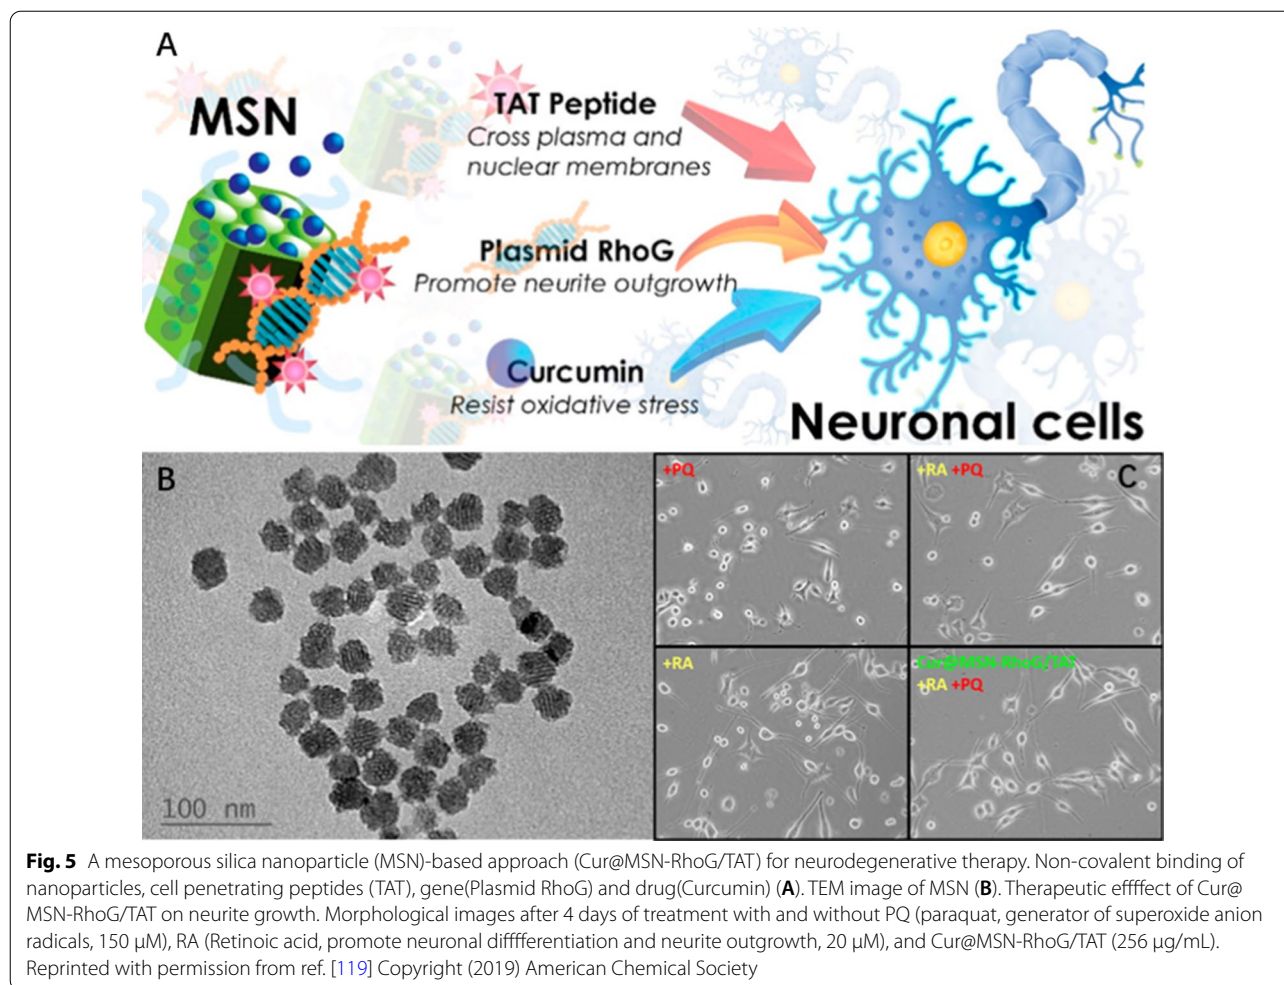 A
MSN
TAT Peptide
Cross plasma and
nuclear membranes
Plasmid RhoG
Promote neurite outgrowth
Curcumin
Resist oxidative stress
Neuronal cells
B
100 nm
+PQ
+RA +PQ
C
+RA
Cur@MSN-RhoG/TAT
+RA +PQ
Fig. 5 A mesoporous silica nanoparticle (MSN)-based approach (Cur@MSN-RhoG/TAT) for neurodegenerative therapy. Non-covalent binding of
nanoparticles, cell penetrating peptides (TAT), gene(Plasmid RhoG) and drug(Curcumin) (A). TEM image of MSN (B). Therapeutic effffect of Cur@
MSN-RhoG/TAT on neurite growth. Morphological images after 4 days of treatment with and without PQ (paraquat, generator of superoxide anion
radicals, 150 µM), RA (Retinoic acid, promote neuronal diffffferentiation and neurite outgrowth, 20 µM), and Cur@MSN-RhoG/TAT (256 µg/mL).
Reprinted with permission from ref. [119] Copyright (2019) American Chemical Society